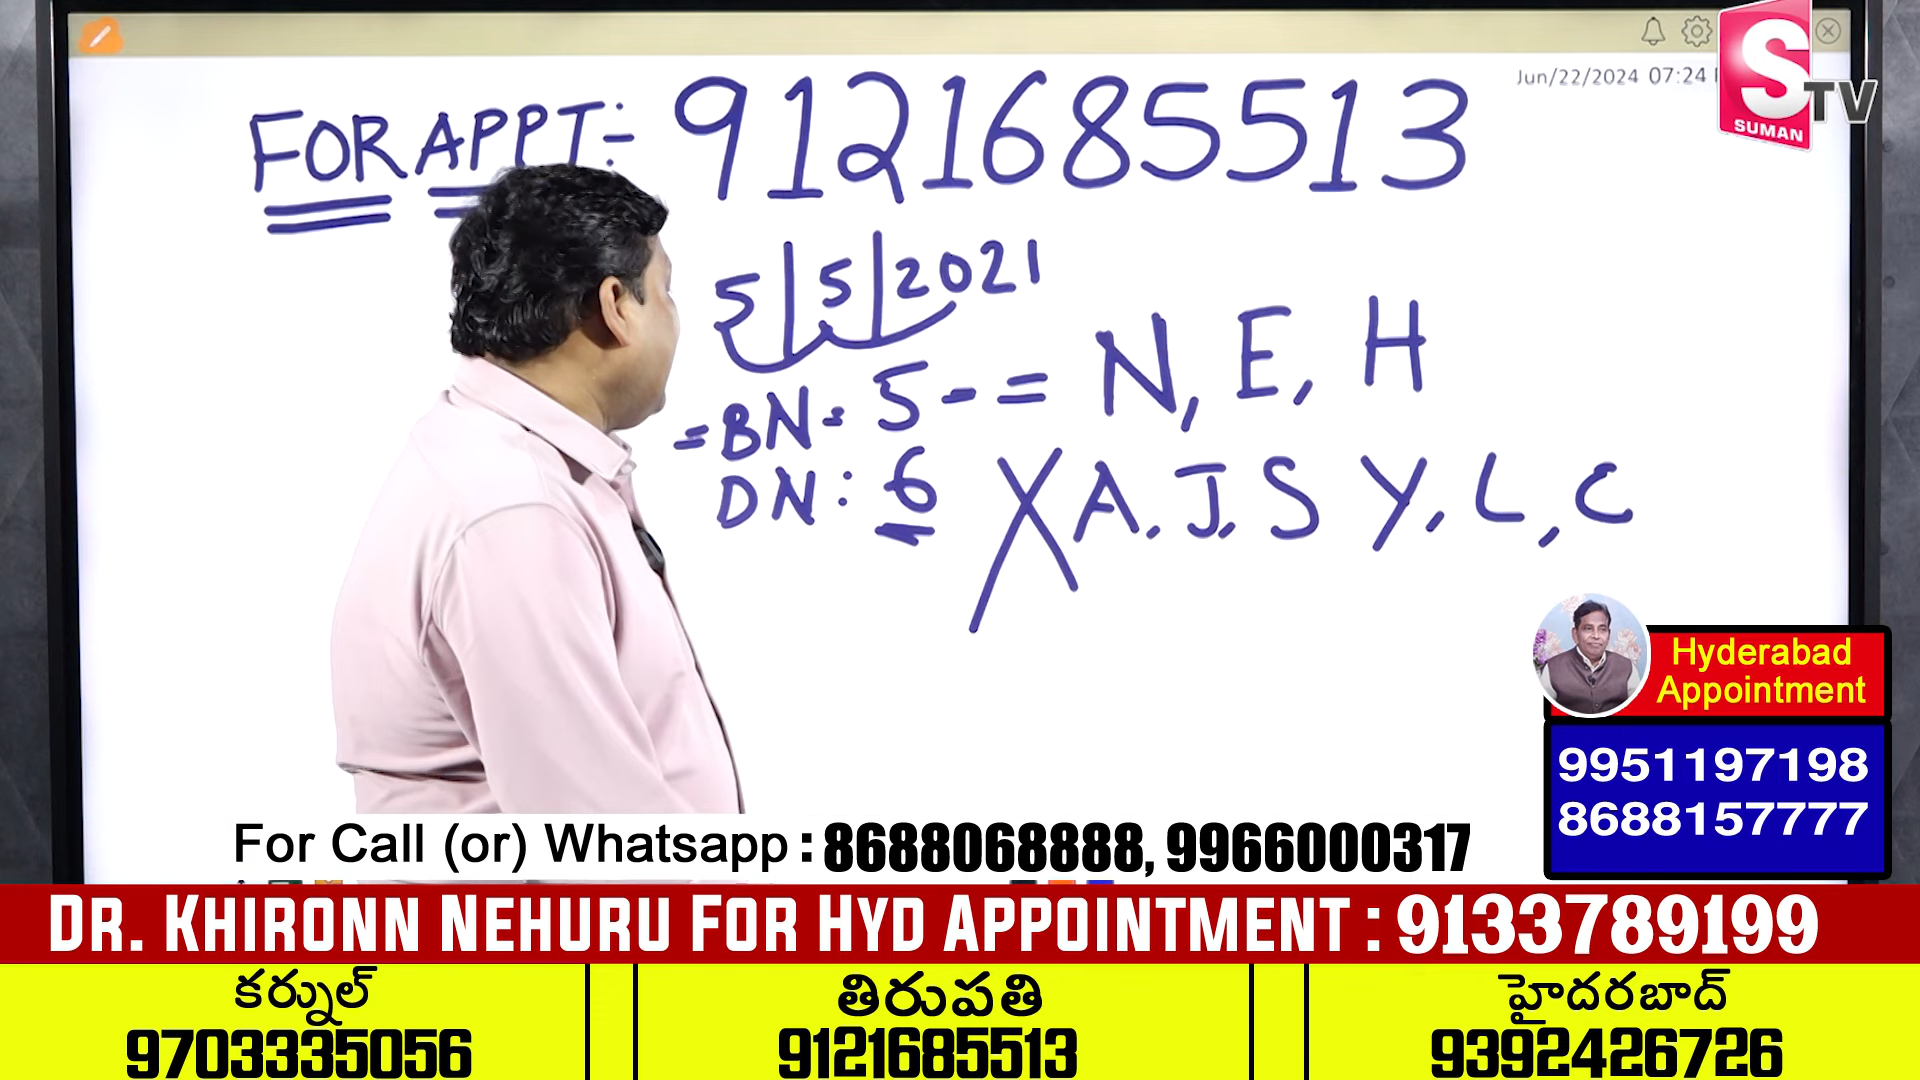 Jun/22/2024 07:24
S
SUMAN
TV
FOR APPT:- 9121685513
5 | 5 | 2021
= BN = 5 - = N, E, H
DN : 6 X A, J, S Y, L, C
Hyderabad
Appointment
9951197198
8688157777
For Call (or) Whatsapp : 8688068888, 9966000317
DR. KHIRONN NEHURU FOR HYD APPOINTMENT : 9133789199
కర్నుల్
9703335056
తిరుపతి
9121685513
హైదరబాద్
9392426726